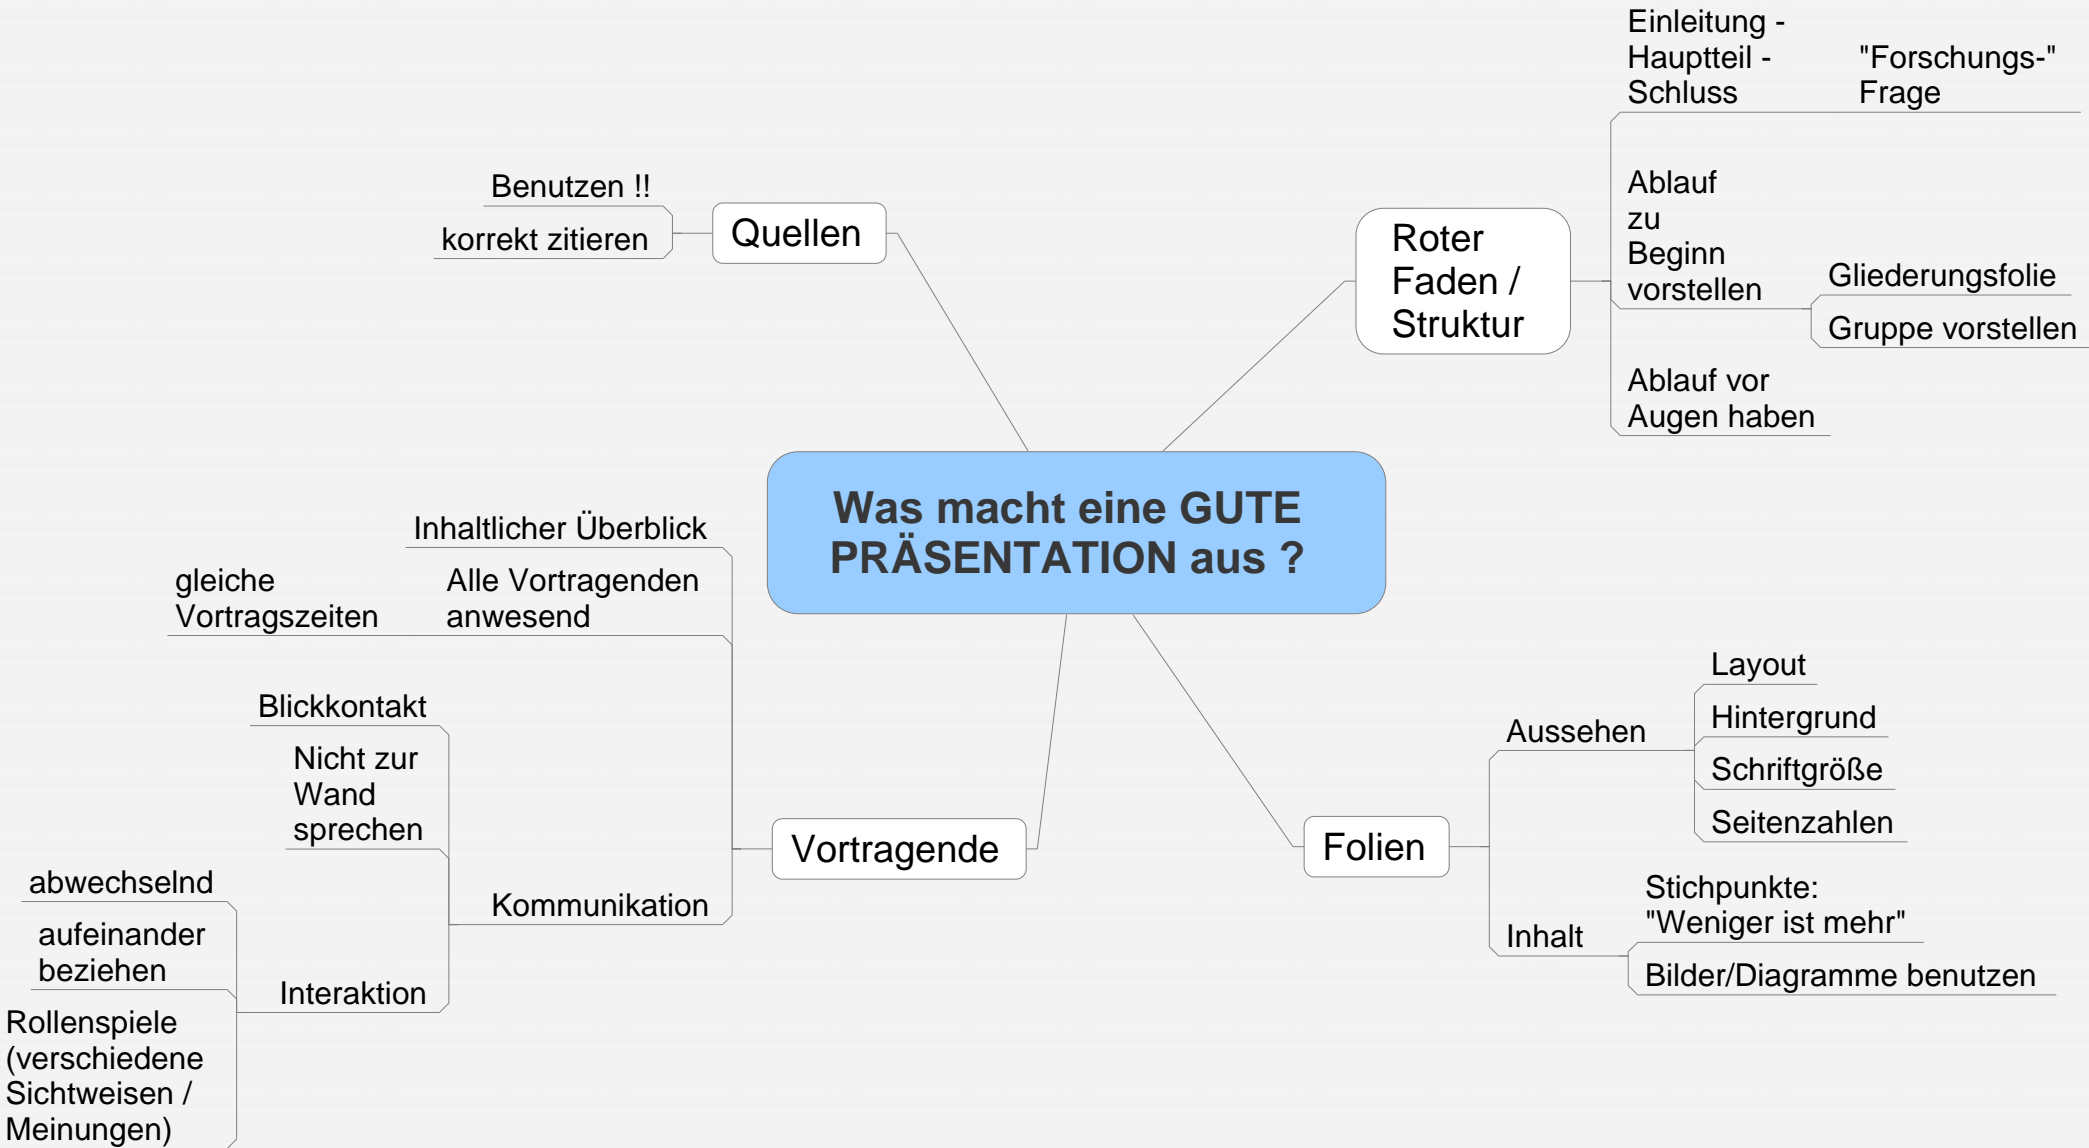 Was macht eine GUTE
PRÄSENTATION aus ?
Quellen
Benutzen !!
korrekt zitieren
Roter
Faden /
Struktur
Einleitung -
Hauptteil -
Schluss
"Forschungs-"
Frage
Ablauf
zu
Beginn
vorstellen
Gliederungsfolie
Gruppe vorstellen
Ablauf vor
Augen haben
Vortragende
Inhaltlicher Überblick
Alle Vortragenden
anwesend
gleiche
Vortragszeiten
Kommunikation
Blickkontakt
Nicht zur
Wand
sprechen
Interaktion
abwechselnd
aufeinander
beziehen
Rollenspiele
(verschiedene
Sichtweisen /
Meinungen)
Folien
Aussehen
Layout
Hintergrund
Schriftgröße
Seitenzahlen
Inhalt
Stichpunkte:
"Weniger ist mehr"
Bilder/Diagramme benutzen